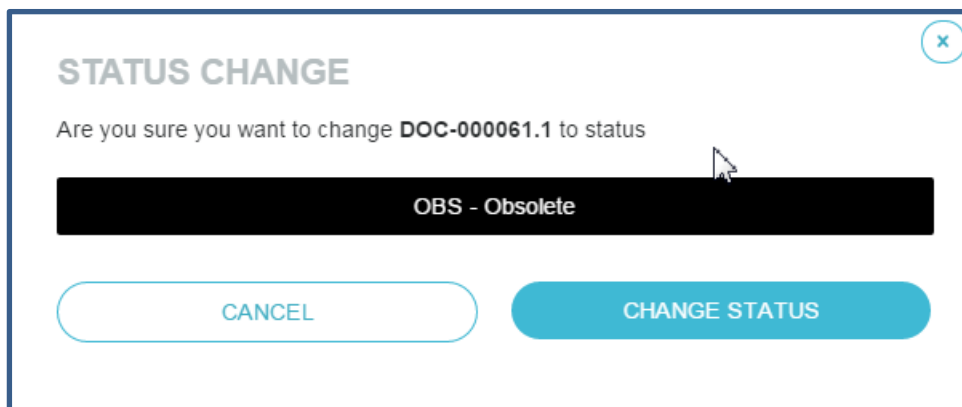 STATUS CHANGE
Are you sure you want to change DOC-000061.1 to status
OBS - Obsolete
CANCEL
CHANGE STATUS